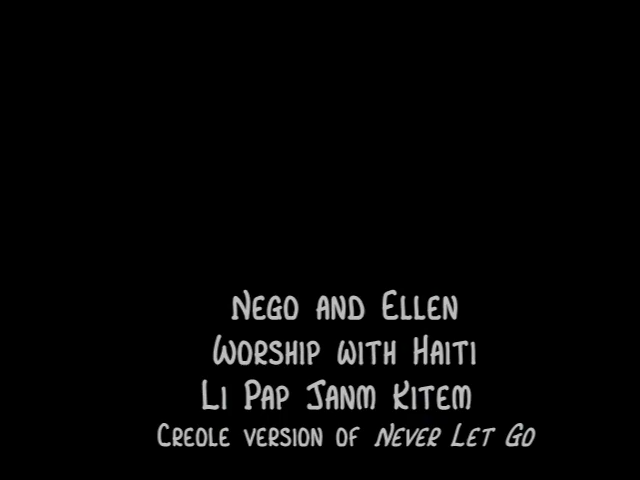 Nego and Ellen
Worship with Haiti
Li Pap Janm Kitem
Creole version of Never Let Go